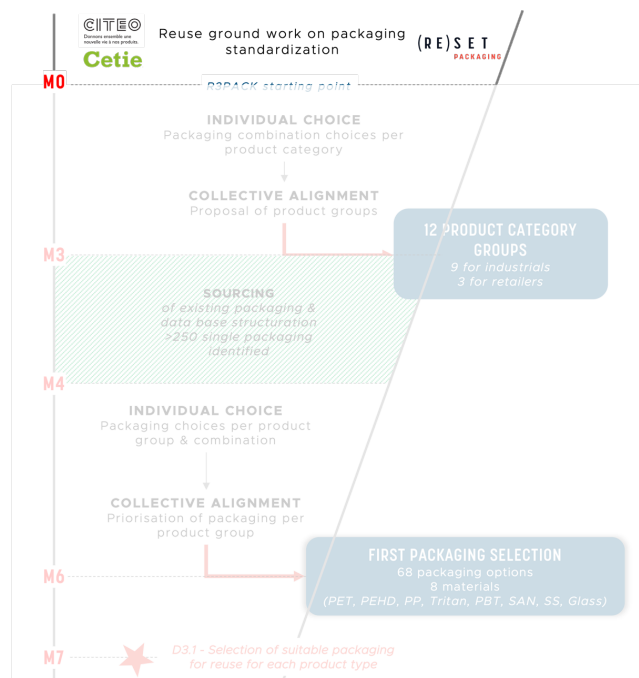 CITEO
Donnons ensemble une
nouvelle vie à nos produits.
Cetie
Reuse ground work on packaging
standardization
(RE)SET
PACKAGING
M0
R3PACK starting point
INDIVIDUAL CHOICE
Packaging combination choices per
product category
COLLECTIVE ALIGNMENT
Proposal of product groups
12 PRODUCT CATEGORY
GROUPS
9 for industrials
3 for retailers
M3
SOURCING
of existing packaging &
data base structuration
>250 single packaging
identified
M4
INDIVIDUAL CHOICE
Packaging choices per product
group & combination
COLLECTIVE ALIGNMENT
Priorisation of packaging per
product group
FIRST PACKAGING SELECTION
68 packaging options
8 materials
(PET, PEHD, PP, Tritan, PBT, SAN, SS, Glass)
M6
M7
D3.1 - Selection of suitable packaging
for reuse for each product type